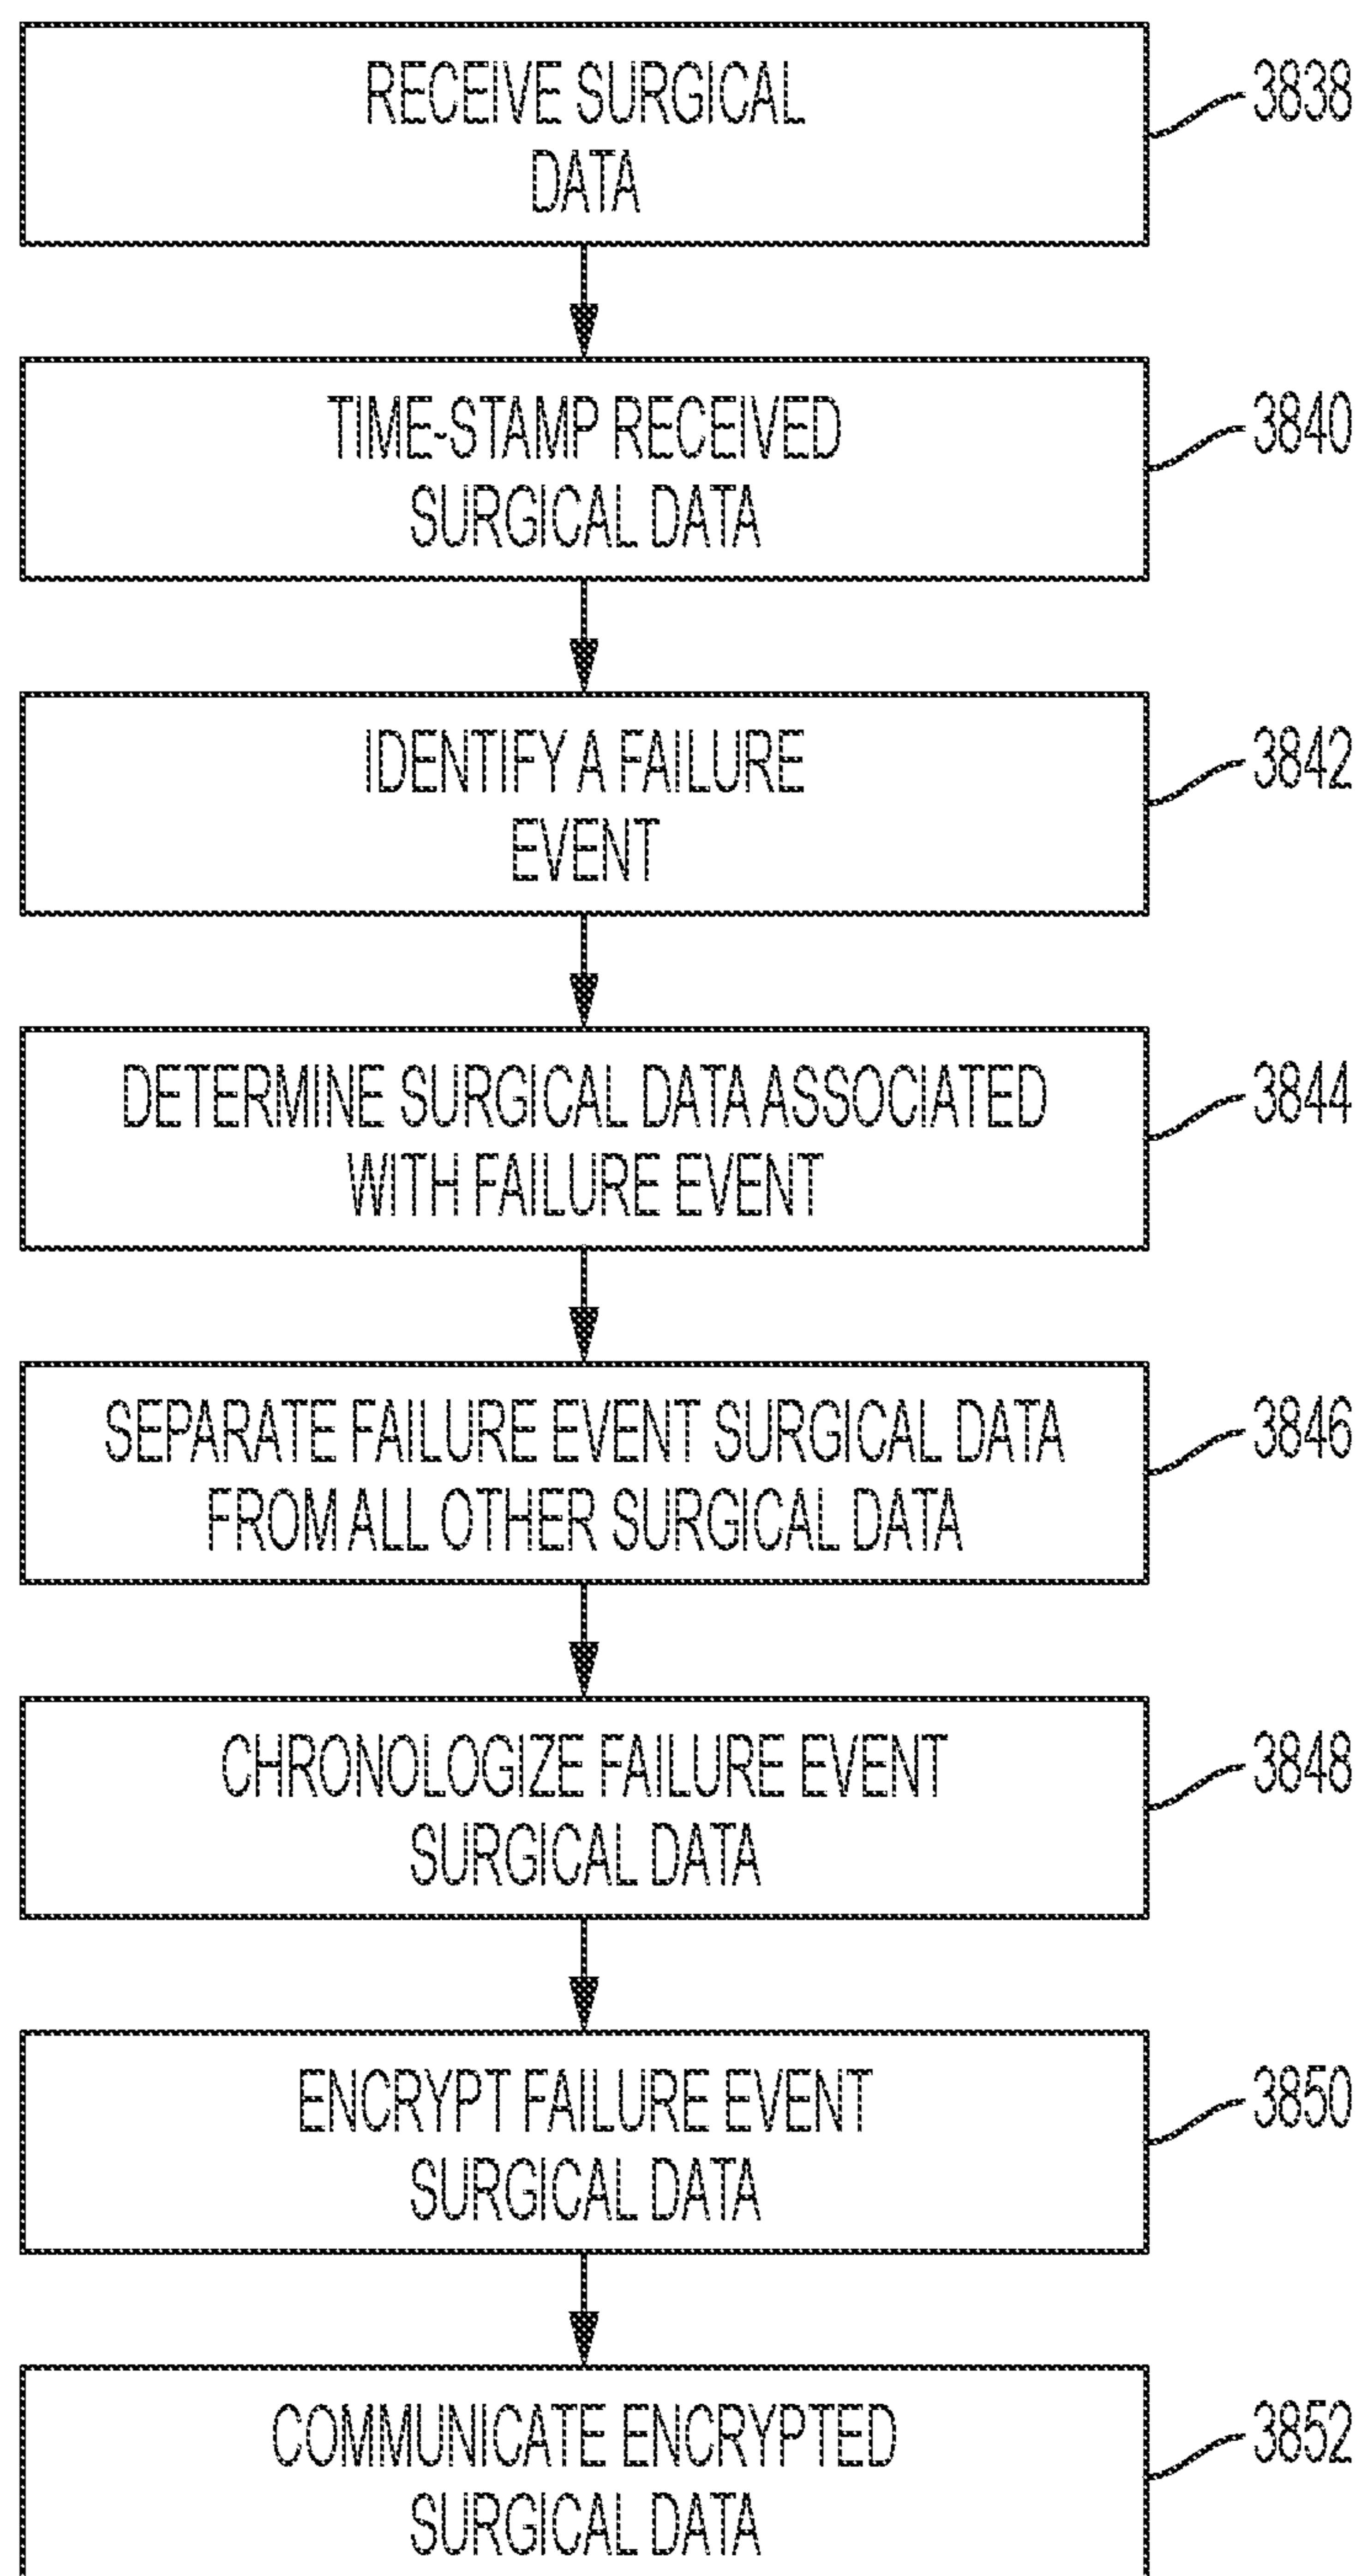 RECEIVE SURGICAL
DATA
3838
TIME-STAMP RECEIVED
SURGICAL DATA
3840
IDENTIFY A FAILURE
EVENT
3842
DETERMINE SURGICAL DATA ASSOCIATED
WITH FAILURE EVENT
3844
SEPARATE FAILURE EVENT SURGICAL DATA
FROM ALL OTHER SURGICAL DATA
3846
CHRONOLOGIZE FAILURE EVENT
SURGICAL DATA
3848
ENCRYPT FAILURE EVENT
SURGICAL DATA
3850
COMMUNICATE ENCRYPTED
SURGICAL DATA
3852